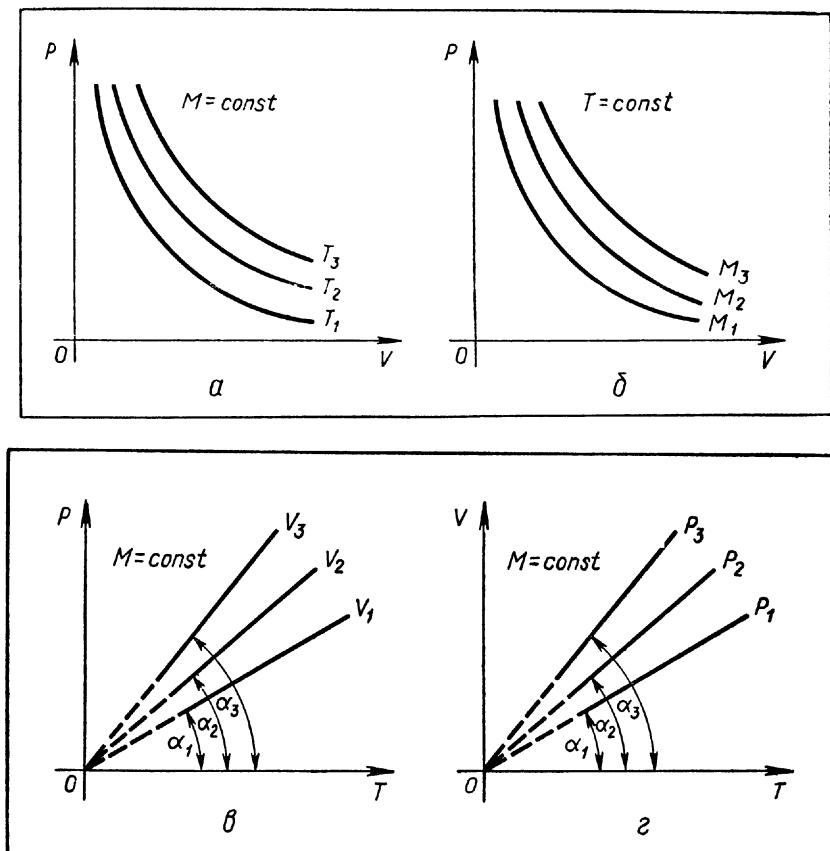 P
M = const
T3
T2
T1
0
V
а
P
T = const
M3
M2
M1
0
V
б
P
M = const
V3
V2
V1
α3
α2
α1
0
T
в
V
M = const
P3
P2
P1
α3
α2
α1
0
T
г